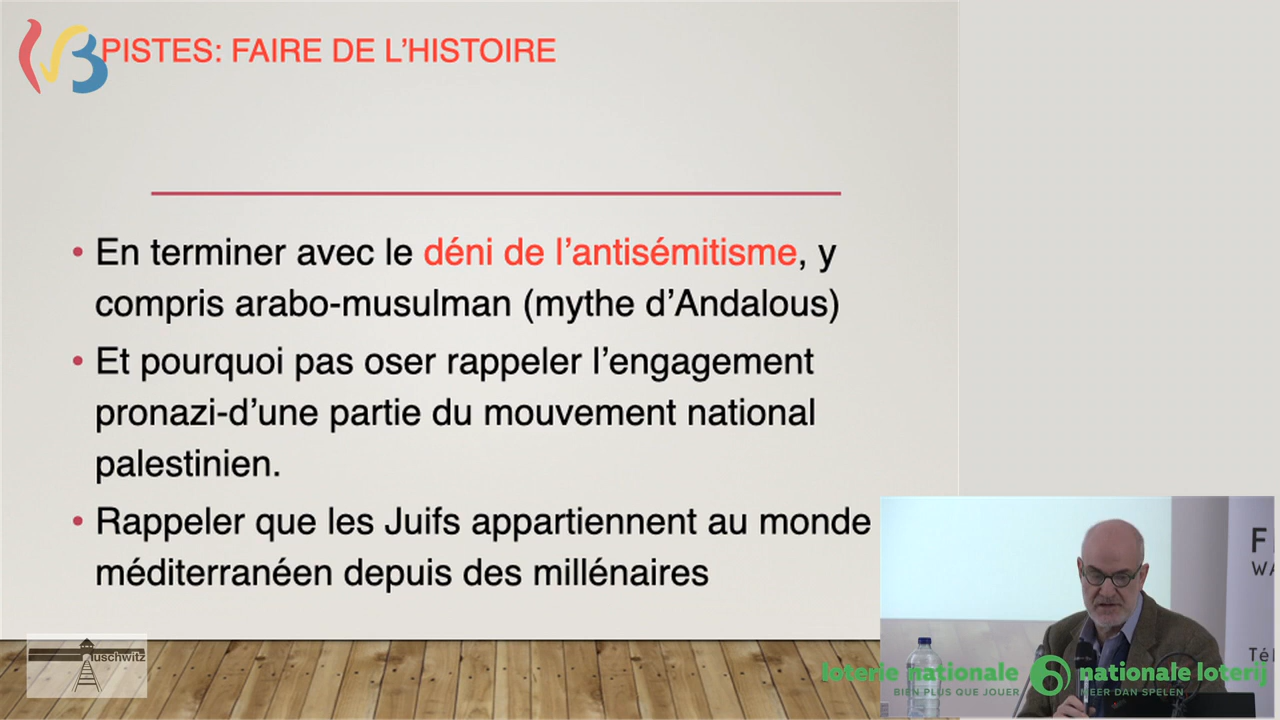 PISTES: FAIRE DE L'HISTOIRE
• En terminer avec le déni de l'antisémitisme, y
compris arabo-musulman (mythe d'Andalous)
• Et pourquoi pas oser rappeler l'engagement
pronazi-d'une partie du mouvement national
palestinien.
• Rappeler que les Juifs appartiennent au monde
méditerranéen depuis des millénaires
F
WA
Tél
uschwitz
loterie nationale
BIEN PLUS QUE JOUER
nationale loterij
MEER DAN SPELEN